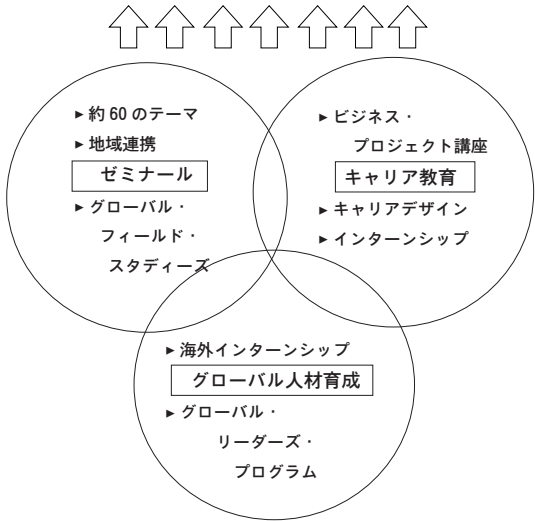 ▶約60のテーマ
▶地域連携
ゼミナール
▶グローバル・
フィールド・
スタディーズ
▶ビジネス・
プロジェクト講座
キャリア教育
▶キャリアデザイン
▶インターンシップ
▶海外インターンシップ
グローバル人材育成
▶グローバル・
リーダーズ・
プログラム